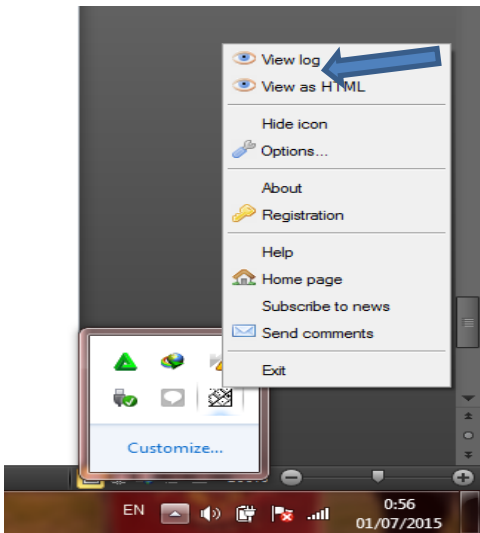 View log
View as HTML
Hide icon
Options...
About
Registration
Help
Home page
Subscribe to news
Send comments
Exit
Customize...
EN
0:56
01/07/2015